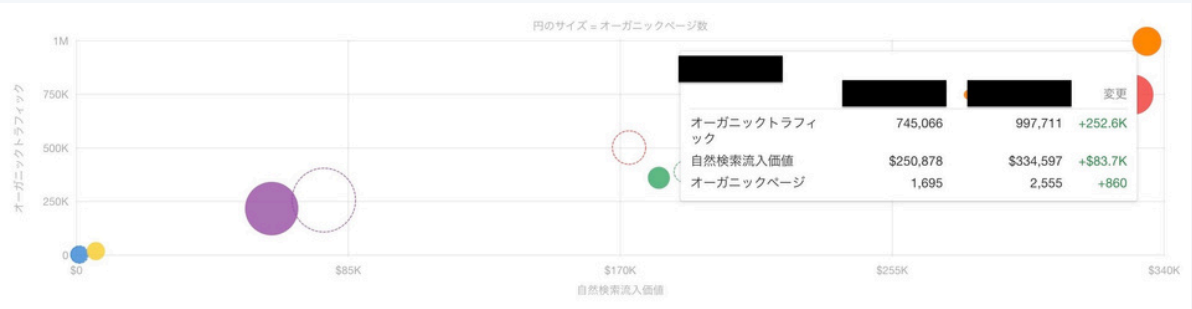 円のサイズ = オーガニックページ数
1M
750K
500K
250K
0
オーガニックトラフィック
変更
オーガニックトラフィ 745,066 997,711 +252.6K
ック
自然検索流入価値 $250,878 $334,597 +$83.7K
オーガニックページ 1,695 2,555 +860
$0 $85K $170K $255K $340K
自然検索流入価値